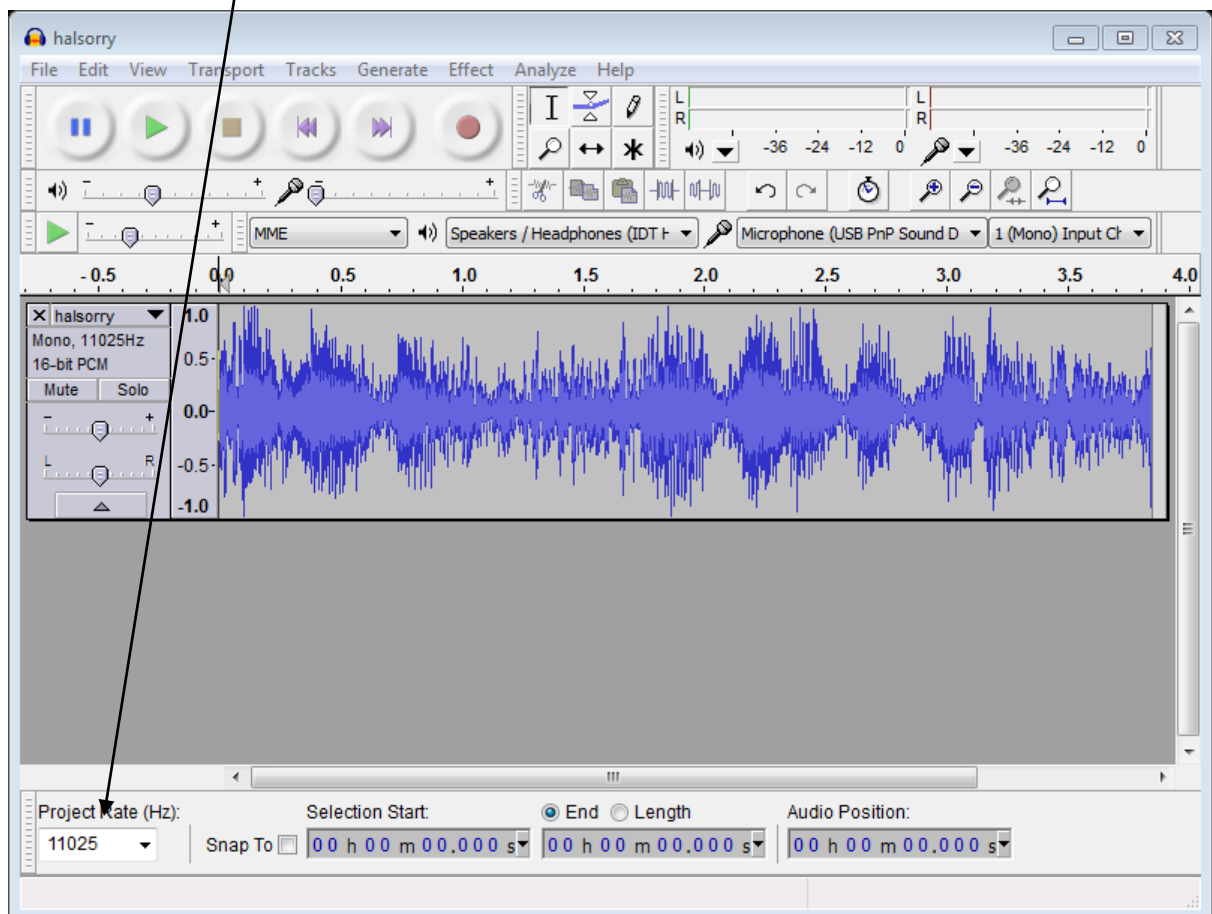 halsorry
File Edit View Transport Tracks Generate Effect Analyze Help
L
R
L
R
-36 -24 -12 0
-36 -24 -12 0
- +
- +
- +
MME
Speakers / Headphones (IDT H
Microphone (USB PnP Sound D
1 (Mono) Input Ch
- 0.5 0.0 0.5 1.0 1.5 2.0 2.5 3.0 3.5 4.0
X halsorry
Mono, 11025Hz
16-bit PCM
Mute Solo
- +
L R
1.0
0.5-
0.0-
-0.5-
-1.0
Project Rate (Hz): Selection Start: End Length Audio Position:
11025 Snap To 00 h 00 m 00.000 s 00 h 00 m 00.000 s 00 h 00 m 00.000 s